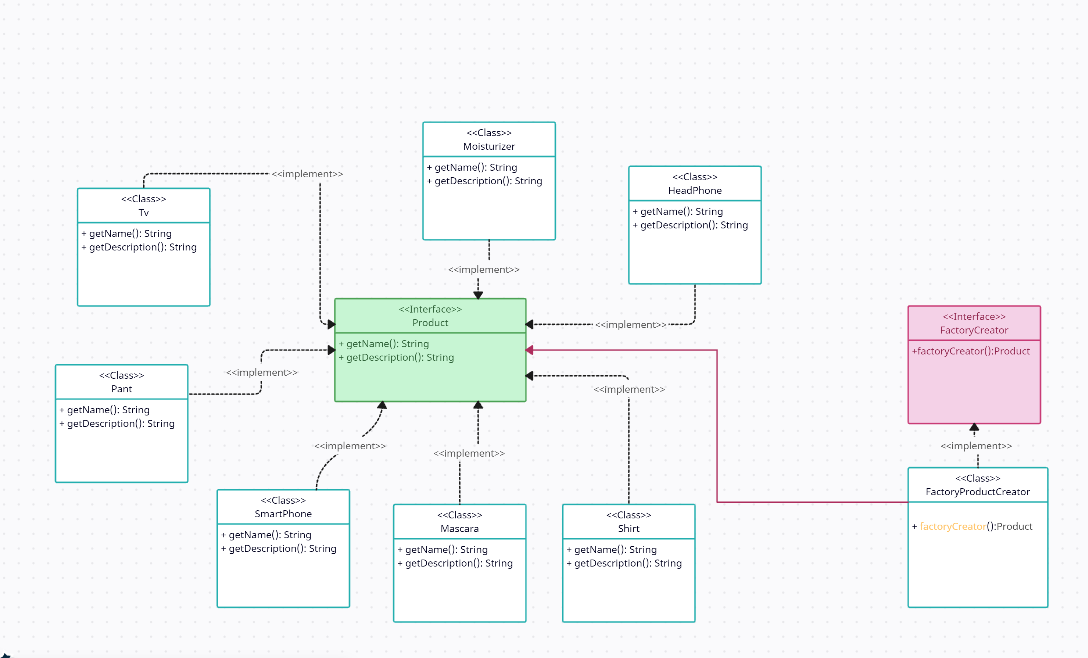 <<Class>>
Moisturizer
+ getName(): String
+ getDescription(): String
<<implement>>
<<Class>>
HeadPhone
+ getName(): String
+ getDescription(): String
<<Class>>
Tv
+ getName(): String
+ getDescription(): String
<<implement>>
<<Interface>>
Product
+ getName(): String
+ getDescription(): String
<<implement>>
<<Interface>>
FactoryCreator
+factoryCreator():Product
<<Class>>
Pant
+ getName(): String
+ getDescription(): String
<<implement>>
<<implement>>
<<implement>>
<<implement>>
<<implement>>
<<implement>>
<<Class>>
SmartPhone
+ getName(): String
+ getDescription(): String
<<Class>>
Mascara
+ getName(): String
+ getDescription(): String
<<Class>>
Shirt
+ getName(): String
+ getDescription(): String
<<Class>>
FactoryProductCreator
+ factoryCreator():Product